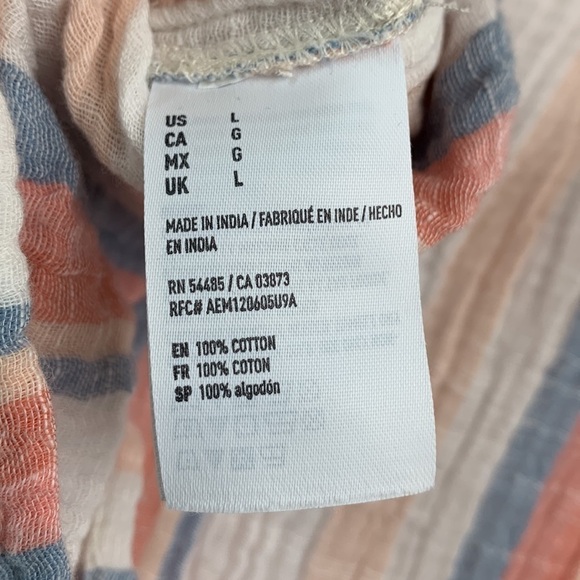 US L
CA G
MX G
UK L
MADE IN INDIA / FABRIQUÉ EN INDE / HECHO
EN INDIA
RN 54485 / CA 03873
RFC# AEM120605U9A
EN 100% COTTON
FR 100% COTON
SP 100% algodón